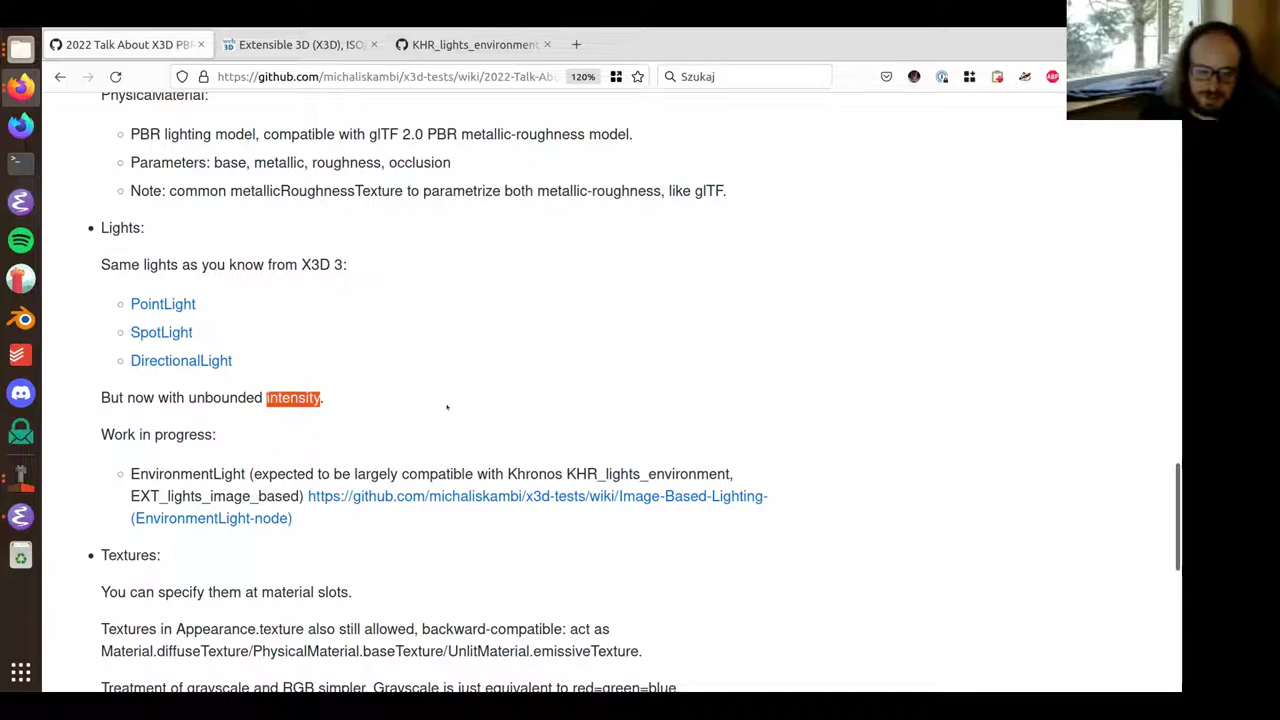 2022 Talk About X3D PB
Extensible 3D (X3D), ISO
KHR_lights_environment
https://github.com/michaliskambi/x3d-tests/wiki/2022-Talk-Ab
120%
Szukaj
ABP
PhysicalMaterial:
PBR lighting model, compatible with glTF 2.0 PBR metallic-roughness model.
Parameters: base, metallic, roughness, occlusion
Note: common metallicRoughnessTexture to parametrize both metallic-roughness, like glTF.
Lights:
Same lights as you know from X3D 3:
PointLight
SpotLight
DirectionalLight
But now with unbounded intensity.
Work in progress:
EnvironmentLight (expected to be largely compatible with Khronos KHR_lights_environment,
EXT_lights_image_based) https://github.com/michaliskambi/x3d-tests/wiki/Image-Based-Lighting-
(EnvironmentLight-node)
Textures:
You can specify them at material slots.
Textures in Appearance.texture also still allowed, backward-compatible: act as
Material.diffuseTexture/PhysicalMaterial.baseTexture/UnlitMaterial.emissiveTexture.
Treatment of grayscale and RGB simpler. Grayscale is just equivalent to red=green=blue.